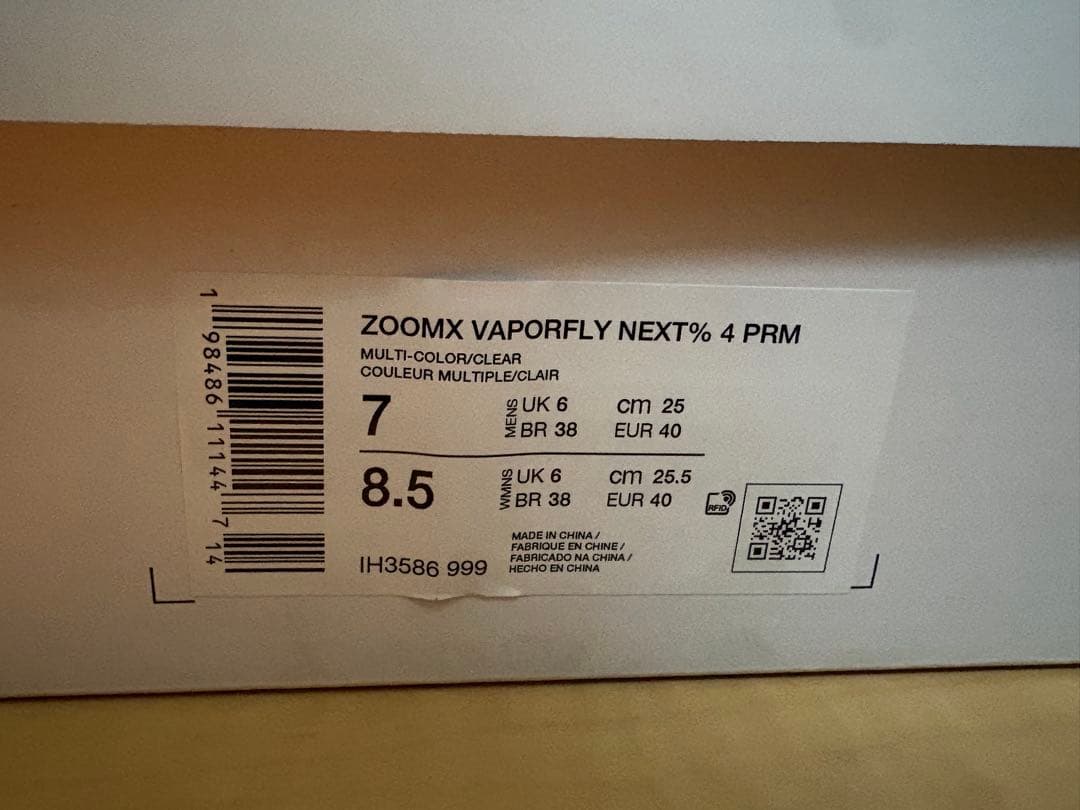 ZOOMX VAPORFLY NEXT% 4 PRM
MULTI-COLOR/CLEAR
COULEUR MULTIPLE/CLAIR
7 MENS UK 6 cm 25
BR 38 EUR 40
8.5 WMNS UK 6 cm 25.5
BR 38 EUR 40
RFID
IH3586 999
MADE IN CHINA /
FABRIQUE EN CHINE /
FABRICADO NA CHINA /
HECHO EN CHINA
1 98486 11144 7 14